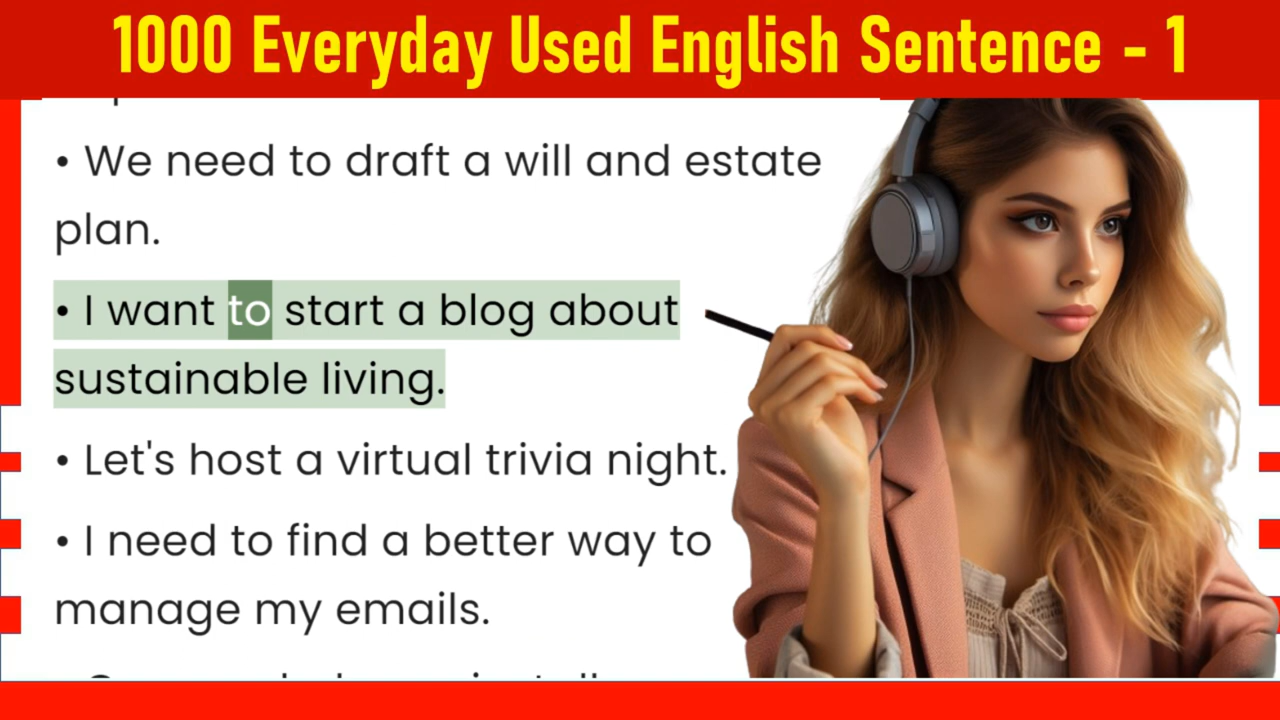 1000 Everyday Used English Sentence - 1
• We need to draft a will and estate
plan.
• I want to start a blog about
sustainable living.
• Let's host a virtual trivia night.
• I need to find a better way to
manage my emails.